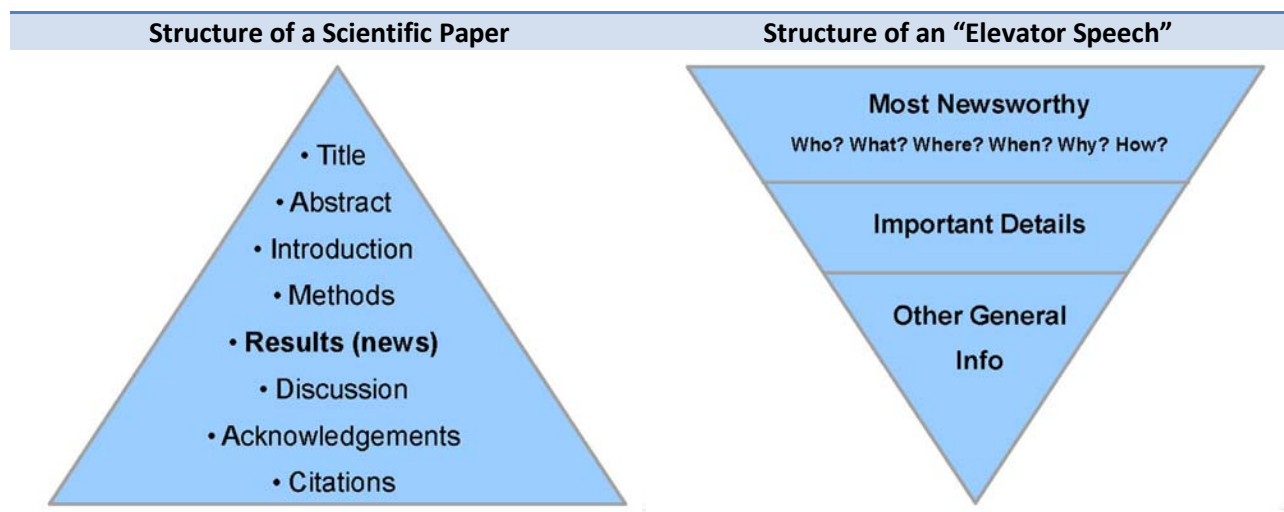 Structure of a Scientific Paper
• Title
• Abstract
• Introduction
• Methods
• Results (news)
• Discussion
• Acknowledgements
• Citations
Structure of an “Elevator Speech”
Most Newsworthy
Who? What? Where? When? Why? How?
Important Details
Other General
Info